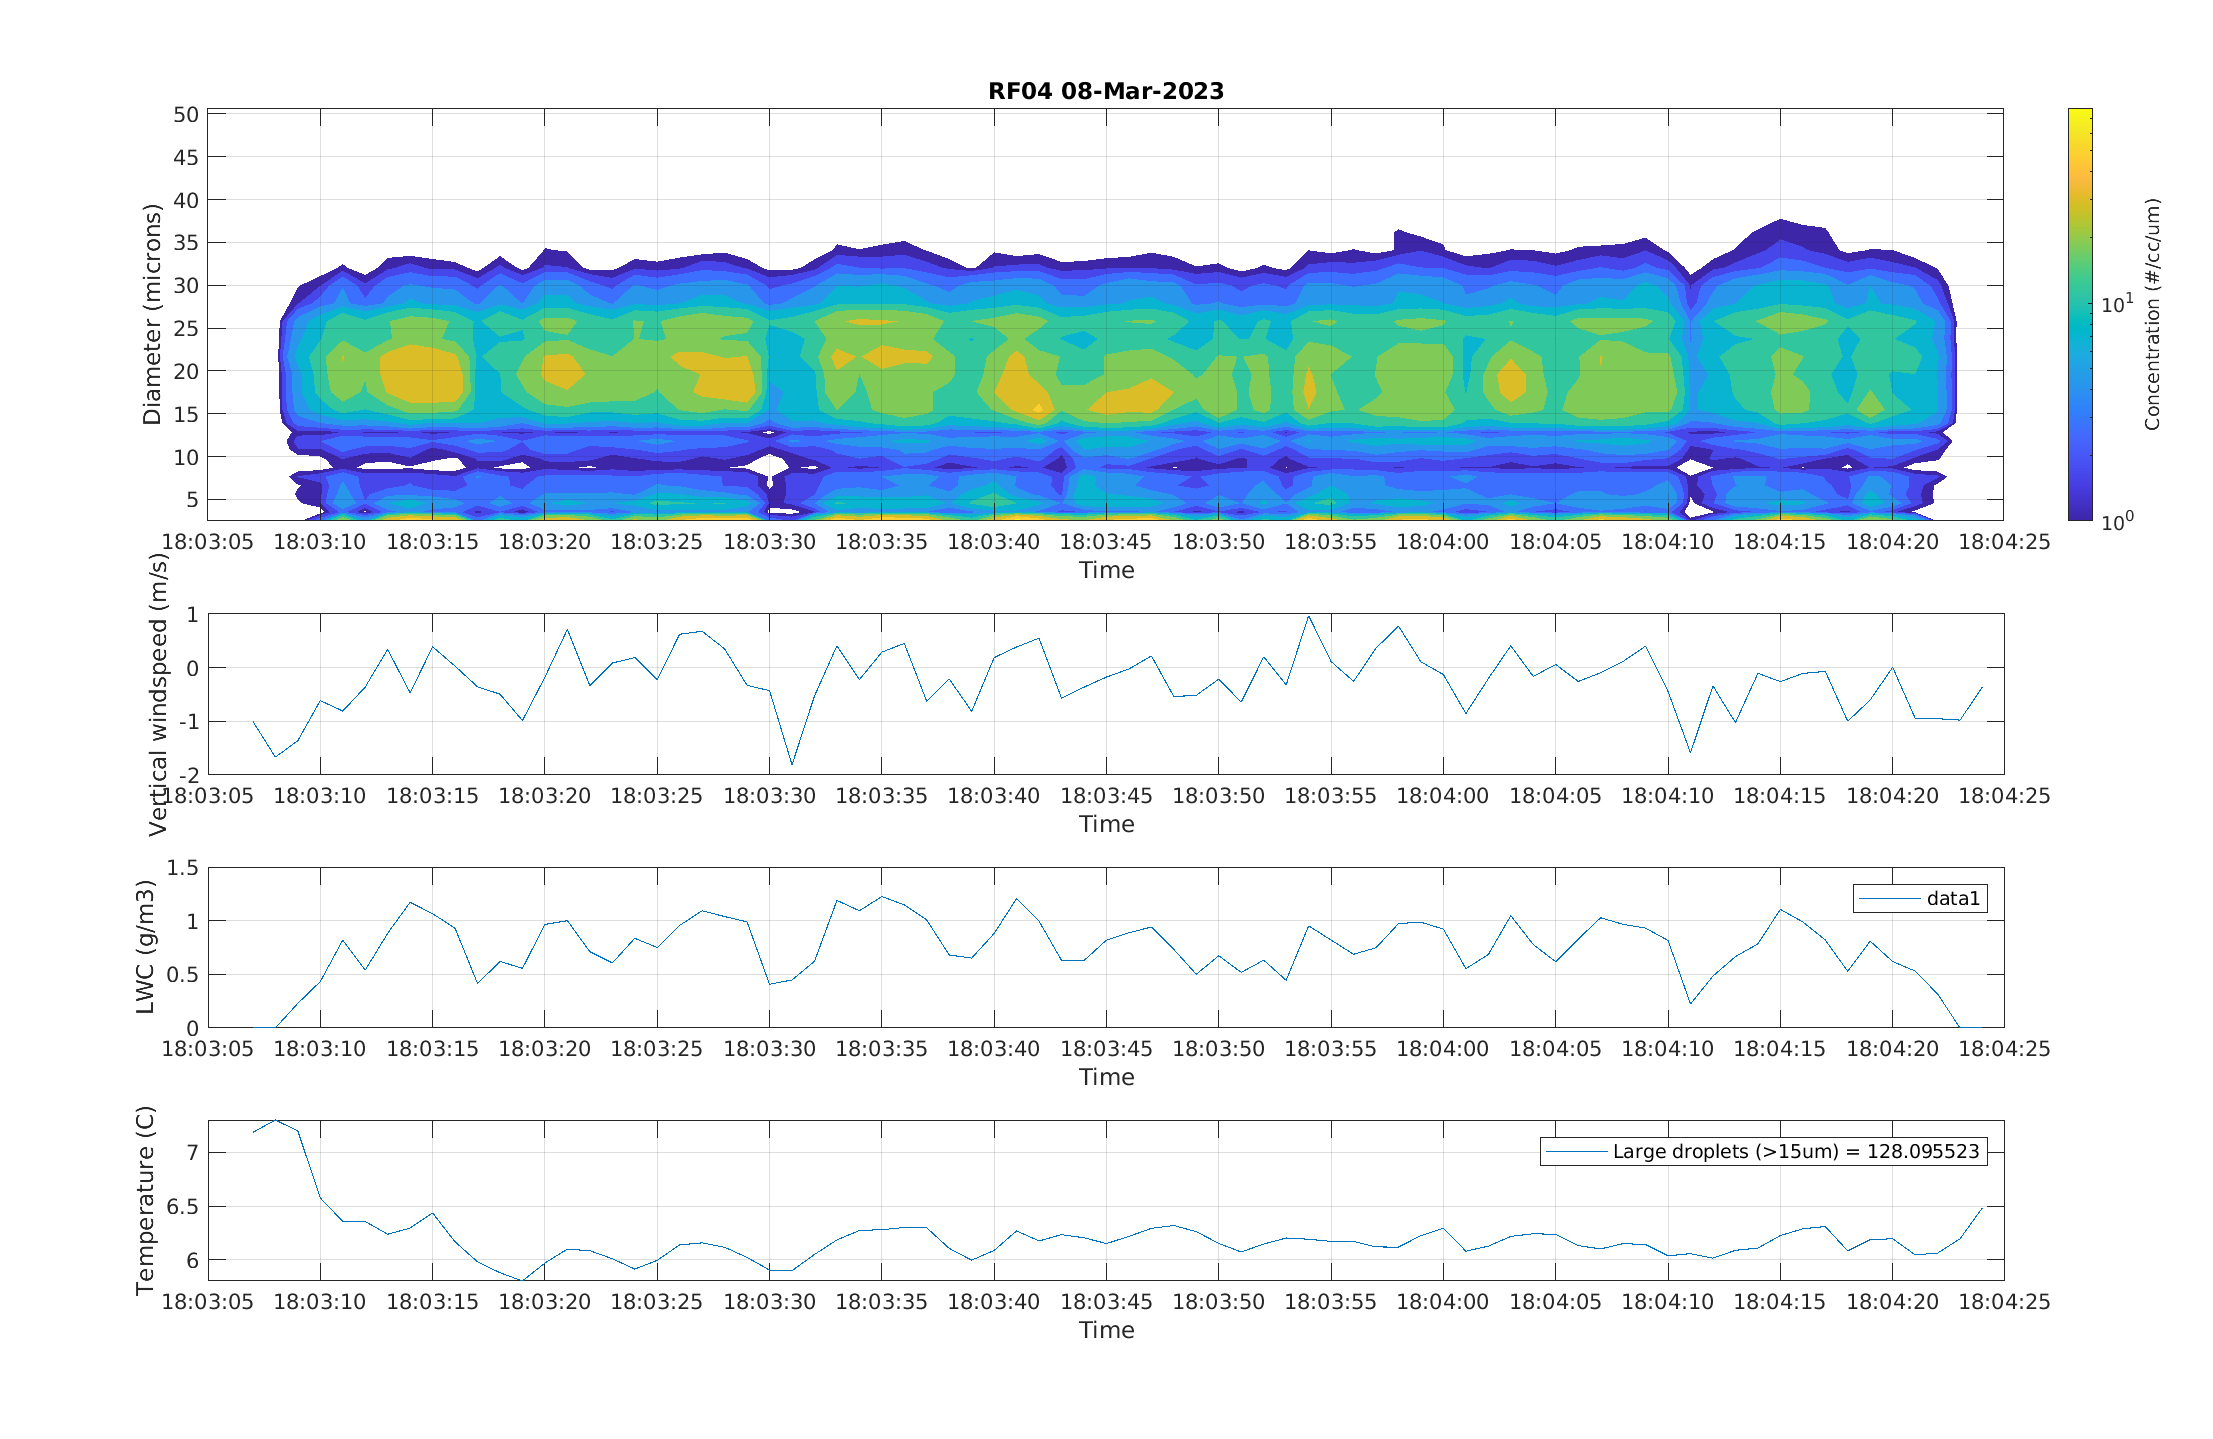 RF04 08-Mar-2023
50
45
40
35
30
25
20
15
10
5
Diameter (microns)
18:03:05 18:03:10 18:03:15 18:03:20 18:03:25 18:03:30 18:03:35 18:03:40 18:03:45 18:03:50 18:03:55 18:04:00 18:04:05 18:04:10 18:04:15 18:04:20 18:04:25
Time
10^1
10^0
Concentration (#/cc/um)
1
0
-1
-2
Vertical windspeed (m/s)
18:03:05 18:03:10 18:03:15 18:03:20 18:03:25 18:03:30 18:03:35 18:03:40 18:03:45 18:03:50 18:03:55 18:04:00 18:04:05 18:04:10 18:04:15 18:04:20 18:04:25
Time
1.5
1
0.5
0
LWC (g/m3)
data1
18:03:05 18:03:10 18:03:15 18:03:20 18:03:25 18:03:30 18:03:35 18:03:40 18:03:45 18:03:50 18:03:55 18:04:00 18:04:05 18:04:10 18:04:15 18:04:20 18:04:25
Time
7
6.5
6
Temperature (C)
Large droplets (>15um) = 128.095523
18:03:05 18:03:10 18:03:15 18:03:20 18:03:25 18:03:30 18:03:35 18:03:40 18:03:45 18:03:50 18:03:55 18:04:00 18:04:05 18:04:10 18:04:15 18:04:20 18:04:25
Time